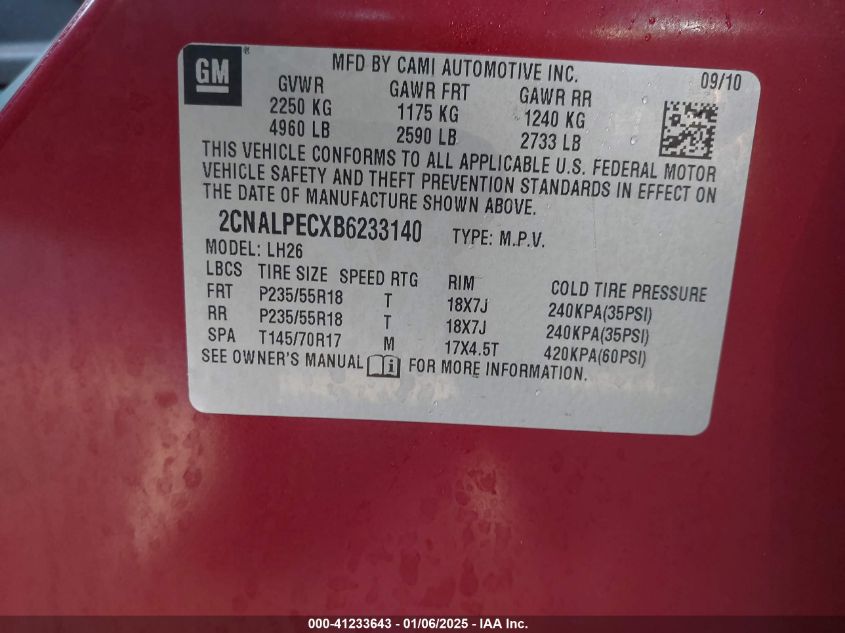 GM ®
MFD BY CAMI AUTOMOTIVE INC. 09/10
GVWR GAWR FRT GAWR RR
2250 KG 1175 KG 1240 KG
4960 LB 2590 LB 2733 LB
THIS VEHICLE CONFORMS TO ALL APPLICABLE U.S. FEDERAL MOTOR
VEHICLE SAFETY AND THEFT PREVENTION STANDARDS IN EFFECT ON
THE DATE OF MANUFACTURE SHOWN ABOVE.
2CNALPECXB6233140 TYPE: M.P.V.
MODEL: LH26
LBCS TIRE SIZE SPEED RTG RIM COLD TIRE PRESSURE
FRT P235/55R18 T 18X7J 240KPA(35PSI)
RR P235/55R18 T 18X7J 240KPA(35PSI)
SPA T145/70R17 M 17X4.5T 420KPA(60PSI)
SEE OWNER'S MANUAL i FOR MORE INFORMATION.
000-41233643 - 01/06/2025 - IAA Inc.